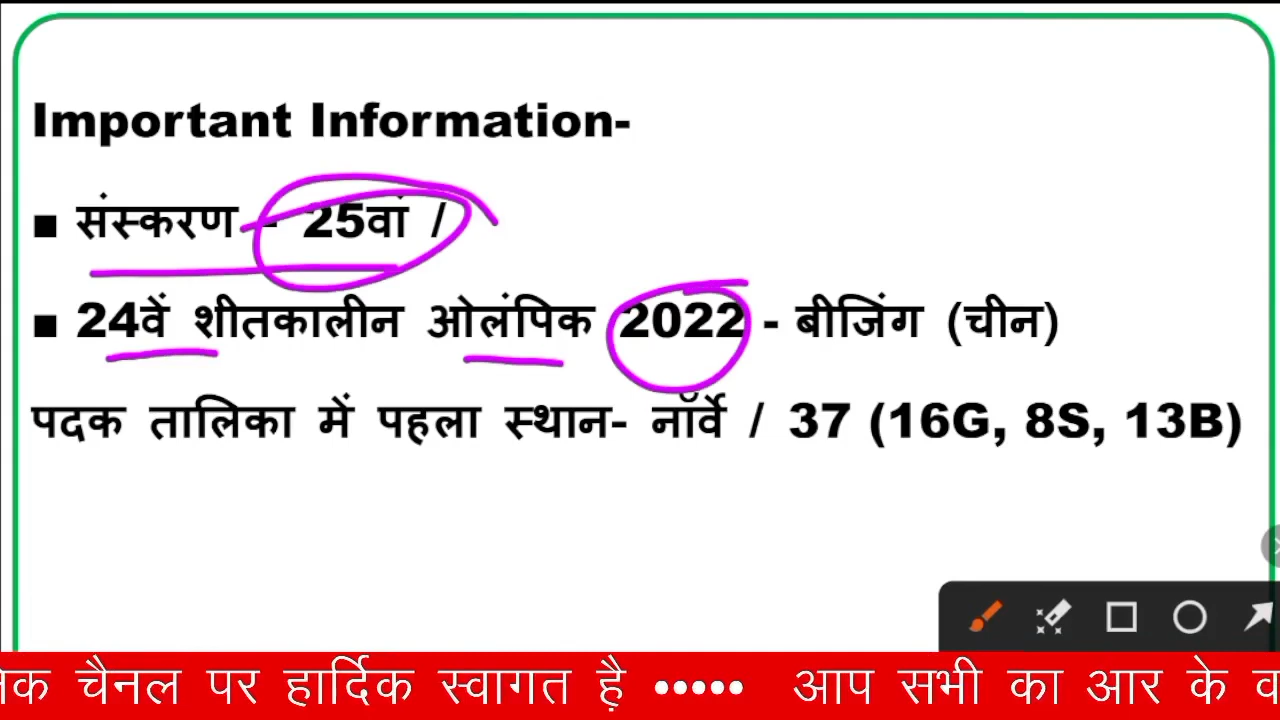 Important Information-
▪ संस्करण - 25वां /
▪ 24वें शीतकालीन ओलंपिक 2022 - बीजिंग (चीन)
पदक तालिका में पहला स्थान- नॉर्वे / 37 (16G, 8S, 13B)
चैनल पर हार्दिक स्वागत है ••••• आप सभी का आर के